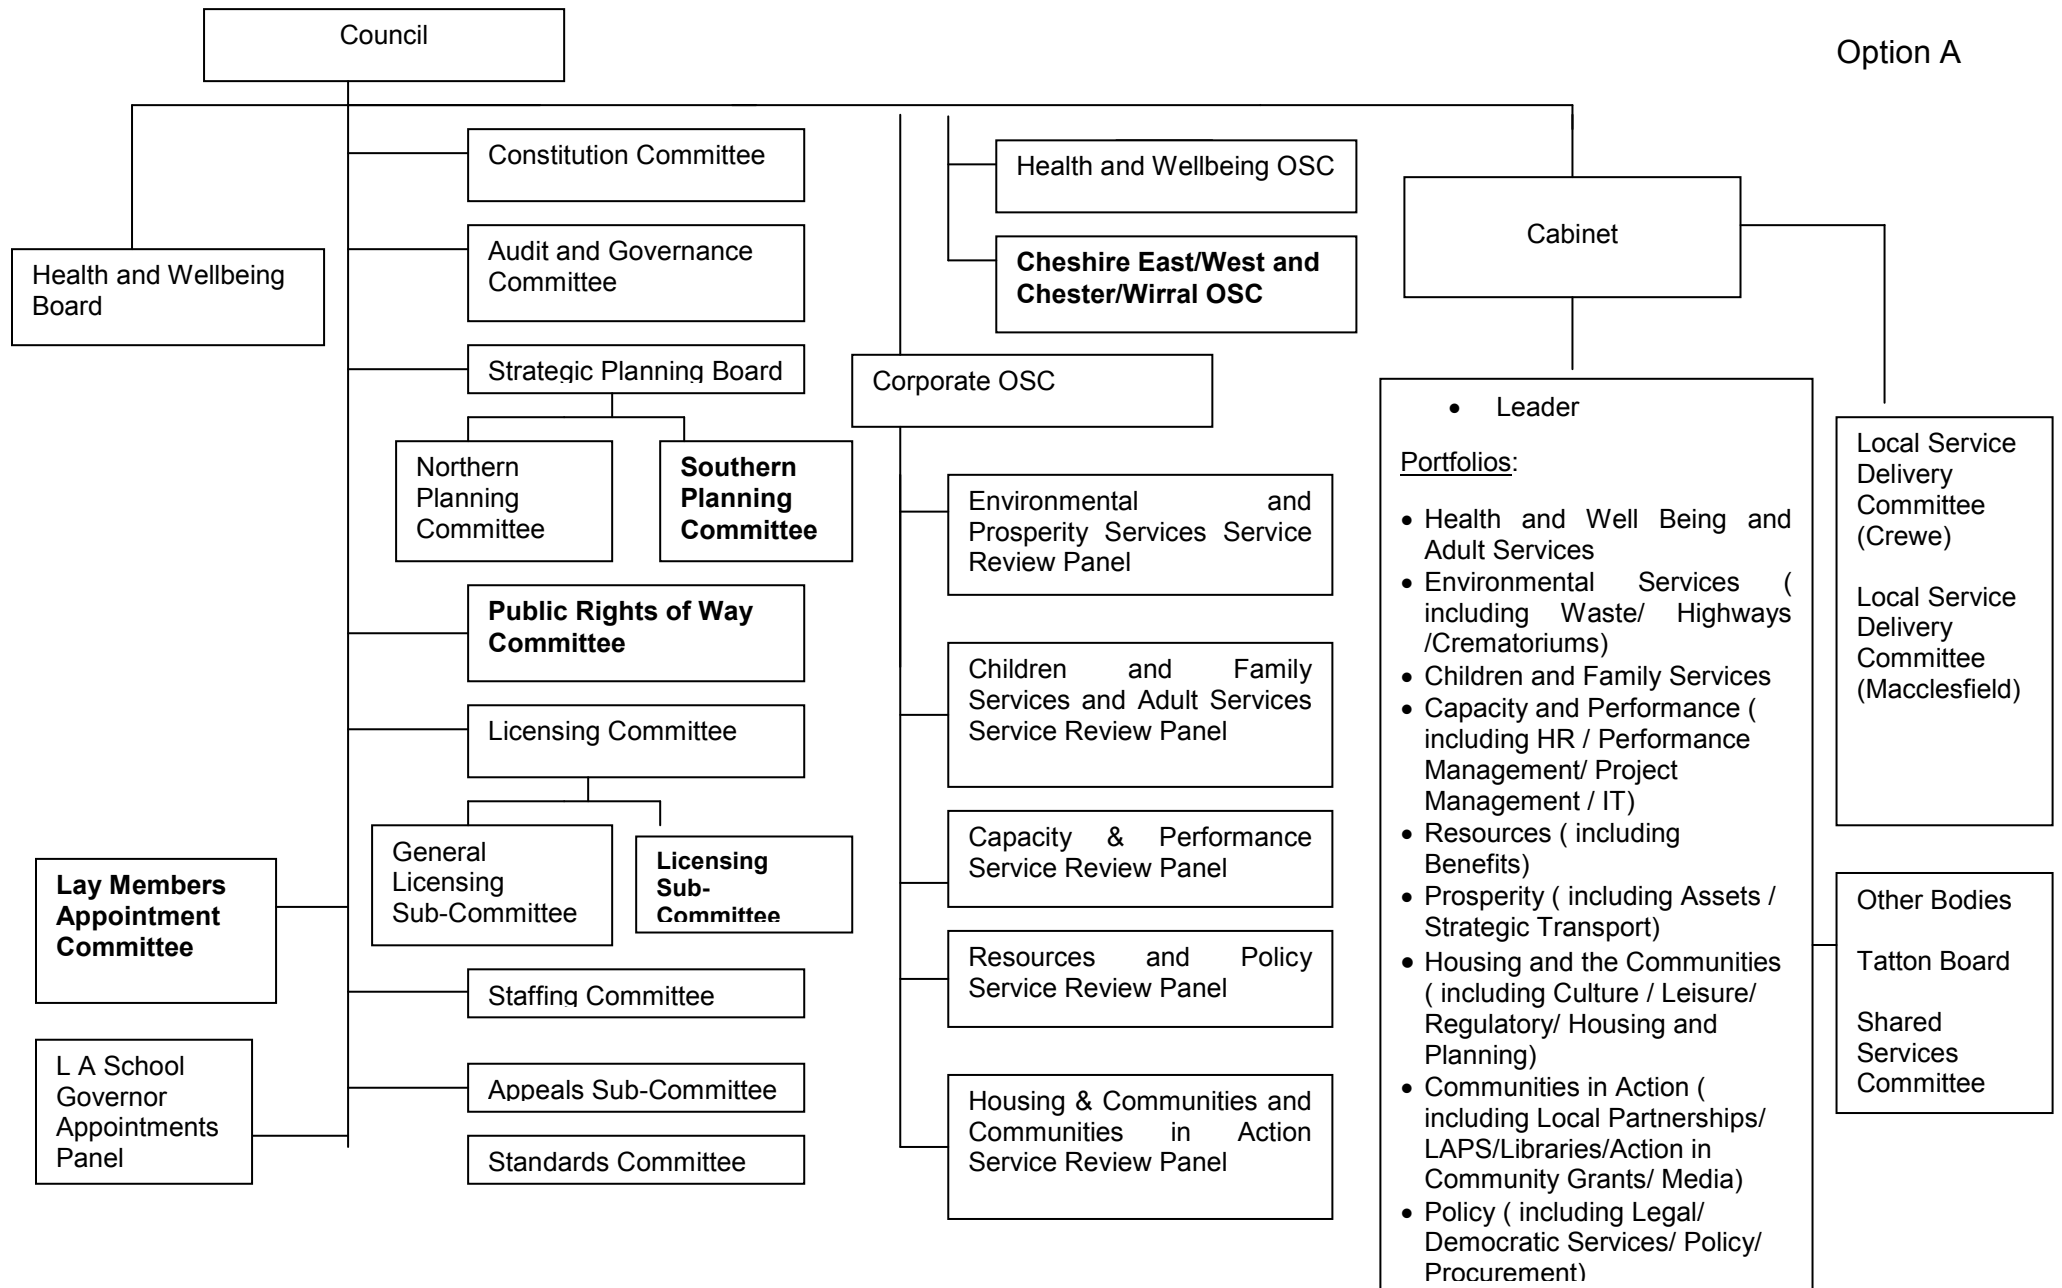 Council
Option A
Health and Wellbeing
Board
Constitution Committee
Audit and Governance
Committee
Strategic Planning Board
Northern
Planning
Committee
Southern
Planning
Committee
Public Rights of Way
Committee
Licensing Committee
General
Licensing
Sub-Committee
Licensing
Sub-
Committee
Lay Members
Appointment
Committee
Staffing Committee
L A School
Governor
Appointments
Panel
Appeals Sub-Committee
Standards Committee
Health and Wellbeing OSC
Cheshire East/West and
Chester/Wirral OSC
Corporate OSC
Environmental and
Prosperity Services Service
Review Panel
Children and Family
Services and Adult Services
Service Review Panel
Capacity & Performance
Service Review Panel
Resources and Policy
Service Review Panel
Housing & Communities and
Communities in Action
Service Review Panel
Cabinet
• Leader
Portfolios:
• Health and Well Being and
Adult Services
• Environmental Services (
including Waste/ Highways
/Crematoriums)
• Children and Family Services
• Capacity and Performance (
including HR / Performance
Management/ Project
Management / IT)
• Resources ( including
Benefits)
• Prosperity ( including Assets /
Strategic Transport)
• Housing and the Communities
( including Culture / Leisure/
Regulatory/ Housing and
Planning)
• Communities in Action (
including Local Partnerships/
LAPS/Libraries/Action in
Community Grants/ Media)
• Policy ( including Legal/
Democratic Services/ Policy/
Procurement)
Local Service
Delivery
Committee
(Crewe)
Local Service
Delivery
Committee
(Macclesfield)
Other Bodies
Tatton Board
Shared
Services
Committee